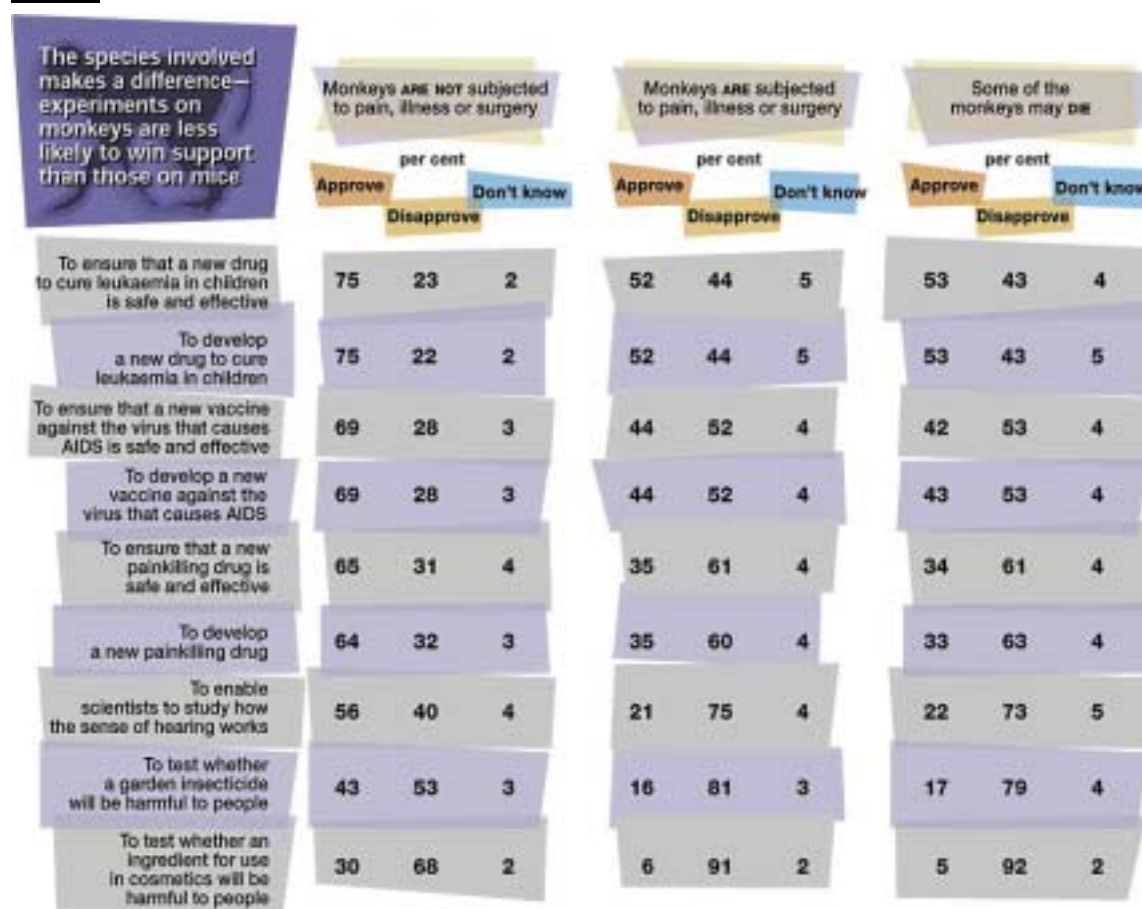 The species involved
makes a difference—
experiments on
monkeys are less
likely to win support
than those on mice
Monkeys ARE NOT subjected
to pain, illness or surgery
Monkeys ARE subjected
to pain, illness or surgery
Some of the
monkeys may DIE
per cent
per cent
per cent
Approve
Disapprove
Don't know
Approve
Disapprove
Don't know
Approve
Disapprove
Don't know
To ensure that a new drug
to cure leukaemia in children
is safe and effective
75 23 2 52 44 5 53 43 4
To develop
a new drug to cure
leukaemia in children
75 22 2 52 44 5 53 43 5
To ensure that a new vaccine
against the virus that causes
AIDS is safe and effective
69 28 3 44 52 4 42 53 4
To develop a new
vaccine against the
virus that causes AIDS
69 28 3 44 52 4 43 53 4
To ensure that a new
painkilling drug is
safe and effective
65 31 4 35 61 4 34 61 4
To develop
a new painkilling drug
64 32 3 35 60 4 33 63 4
To enable
scientists to study how
the sense of hearing works
56 40 4 21 75 4 22 73 5
To test whether
a garden insecticide
will be harmful to people
43 53 3 16 81 3 17 79 4
To test whether an
ingredient for use
in cosmetics will be
harmful to people
30 68 2 6 91 2 5 92 2